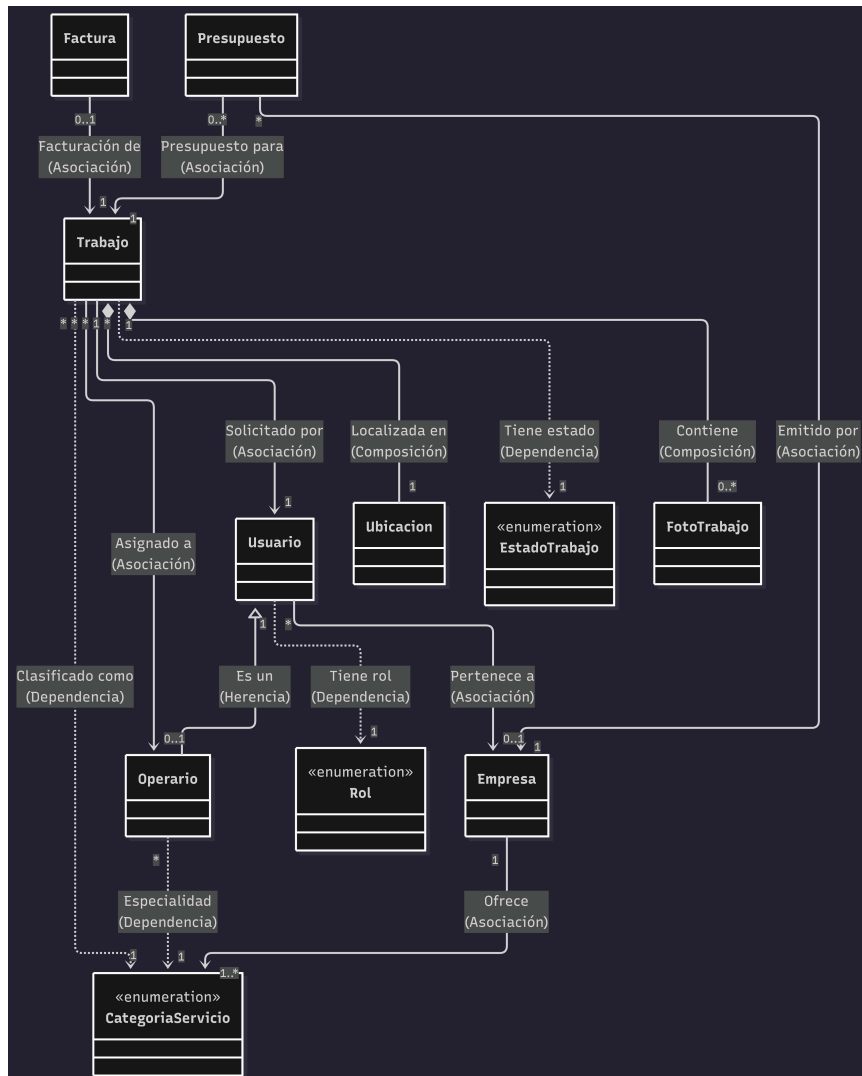 Factura
Presupuesto
0..1
0..*
*
Facturación de
(Asociación)
Presupuesto para
(Asociación)
1
1
Trabajo
* * * 1 * 1
Solicitado por
(Asociación)
Localizada en
(Composición)
Tiene estado
(Dependencia)
Contiene
(Composición)
Emitido por
(Asociación)
1
1
1
0..*
Asignado a
(Asociación)
Usuario
Ubicacion
«enumeration»
EstadoTrabajo
FotoTrabajo
1
*
Clasificado como
(Dependencia)
Es un
(Herencia)
Tiene rol
(Dependencia)
Pertenece a
(Asociación)
0..1
1
0..1
1
Operario
«enumeration»
Rol
Empresa
*
1
Especialidad
(Dependencia)
Ofrece
(Asociación)
1
1
1..*
«enumeration»
CategoriaServicio